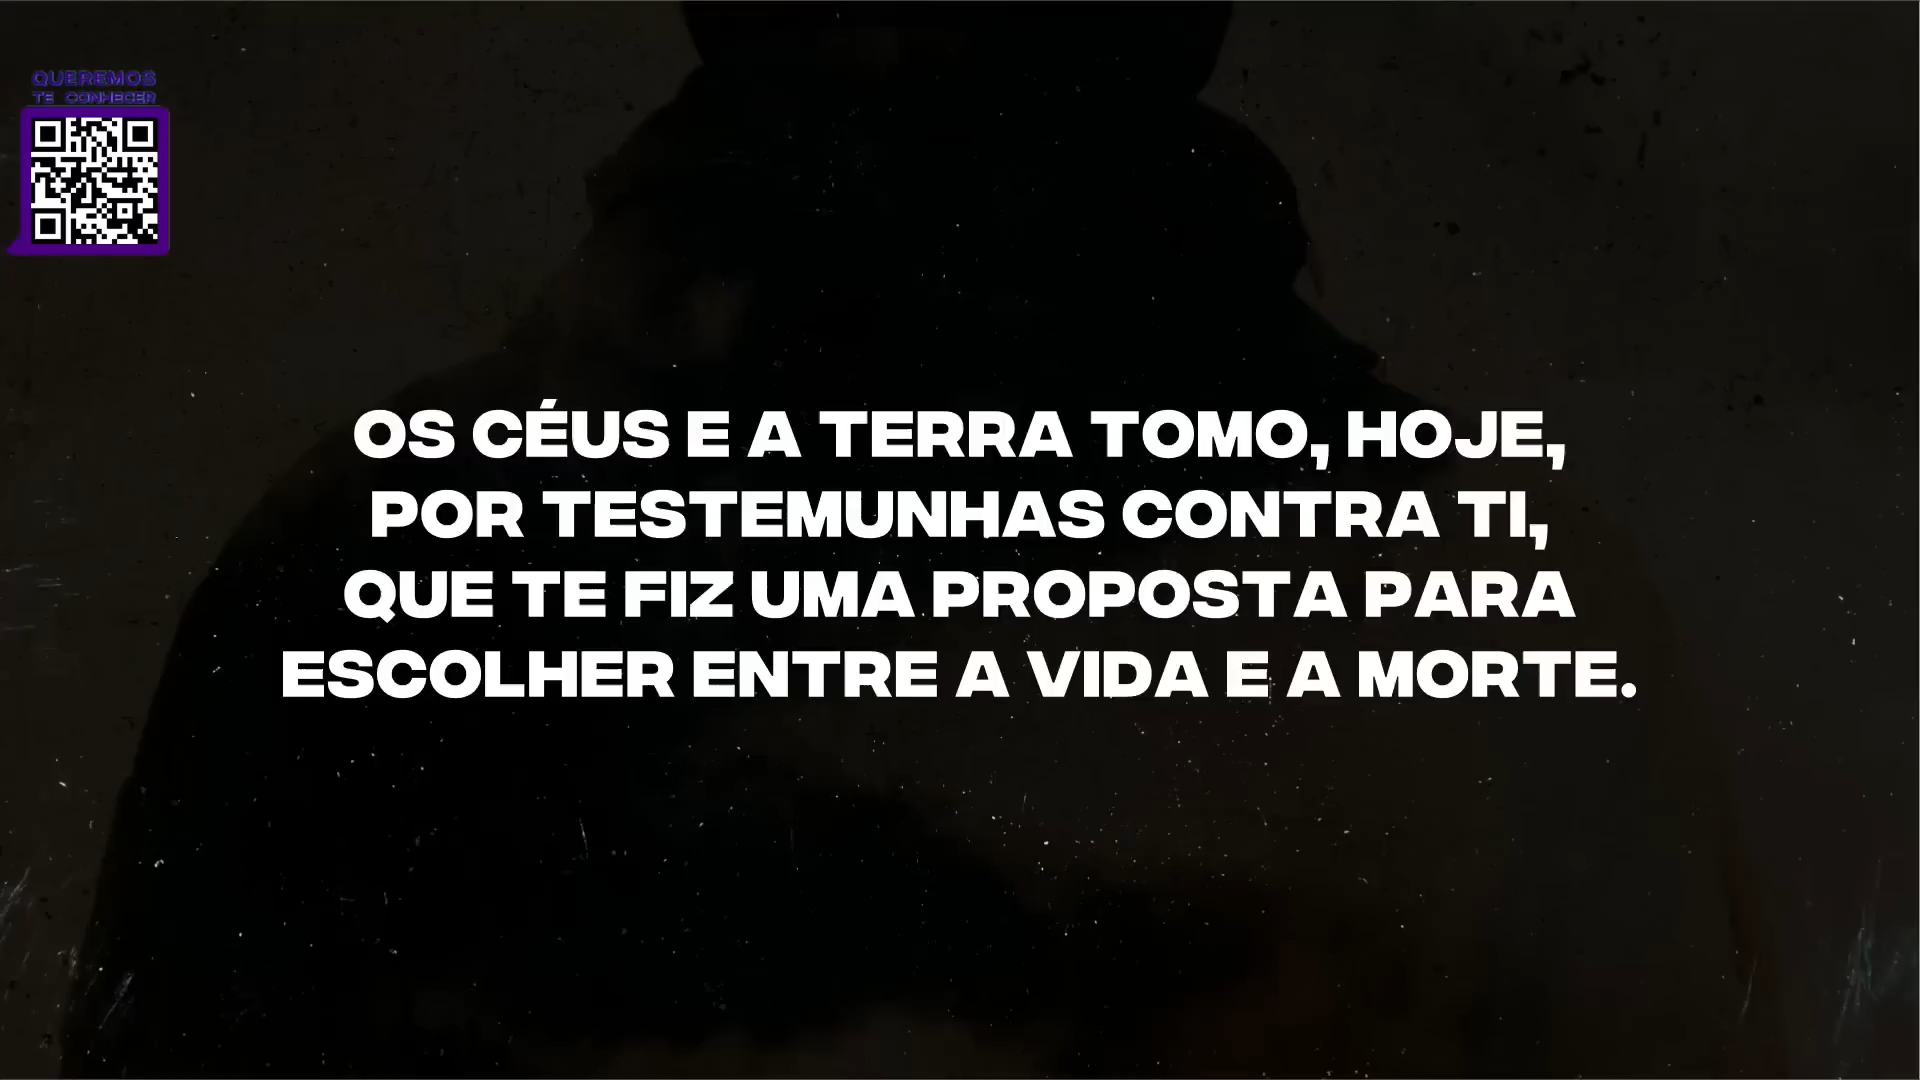 QUEREMOS
TE CONHECER
OS CÉUS E A TERRA TOMO, HOJE,
POR TESTEMUNHAS CONTRA TI,
QUE TE FIZ UMA PROPOSTA PARA
ESCOLHER ENTRE A VIDA E A MORTE.